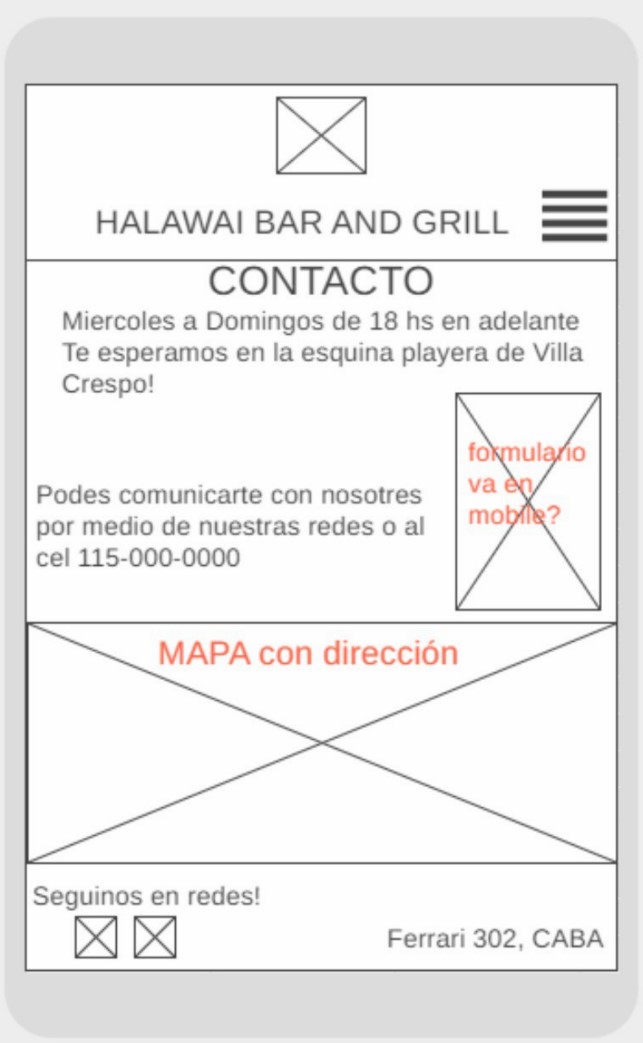 HALAWAI BAR AND GRILL
CONTACTO
Miercoles a Domingos de 18 hs en adelante
Te esperamos en la esquina playera de Villa
Crespo!
formulario
va en
mobile?
Podes comunicarte con nosotres
por medio de nuestras redes o al
cel 115-000-0000
MAPA con dirección
Seguinos en redes!
Ferrari 302, CABA